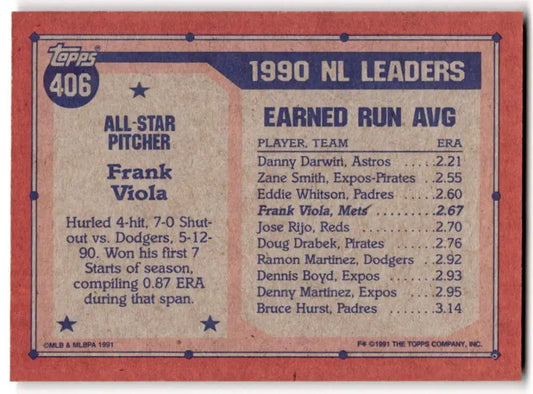 Topps
406
ALL-STAR
PITCHER
Frank
Viola
Hurled 4-hit, 7-0 Shut-
out vs. Dodgers, 5-12-
90. Won his first 7
Starts of season,
compiling 0.87 ERA
during that span.
©MLB & MLBPA 1991
1990 NL LEADERS
EARNED RUN AVG
PLAYER, TEAM ERA
Danny Darwin, Astros ....2.21
Zane Smith, Expos-Pirates ..2.55
Eddie Whitson, Padres ....2.60
Frank Viola, Mets .........2.67
Jose Rijo, Reds ........2.70
Doug Drabek, Pirates ....2.76
Ramon Martinez, Dodgers ..2.92
Dennis Boyd, Expos ......2.93
Denny Martinez, Expos ....2.95
Bruce Hurst, Padres .....3.14
F* ©1991 THE TOPPS COMPANY, INC.